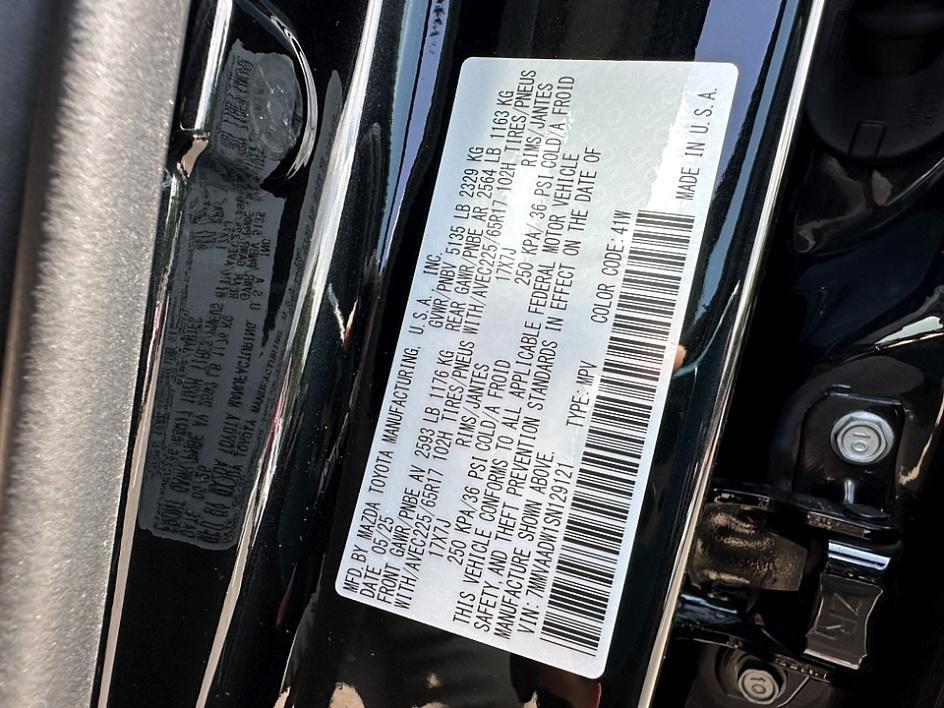 MFD. BY MAZDA TOYOTA MANUFACTURING, U.S.A., INC.
DATE 05/25 GVWR/PNBV 5135 LB 2329 KG
FRONT GAWR/PNBE AV 2593 LB 1176 KG REAR GAWR/PNBE AR 2564 LB 1163 KG
WITH/AVEC225/65R17 102H TIRES/PNEUS WITH/AVEC225/65R17 102H TIRES/PNEUS
17X7J RIMS/JANTES 17X7J RIMS/JANTES
250 KPA/36 PSI COLD/A FROID 250 KPA/36 PSI COLD/A FROID
THIS VEHICLE CONFORMS TO ALL APPLICABLE FEDERAL MOTOR VEHICLE
SAFETY, AND THEFT PREVENTION STANDARDS IN EFFECT ON THE DATE OF
MANUFACTURE SHOWN ABOVE.
VIN: 7MMVAADW1SN129121 TYPE: MPV COLOR CODE: 41W
MADE IN U.S.A.
10
10